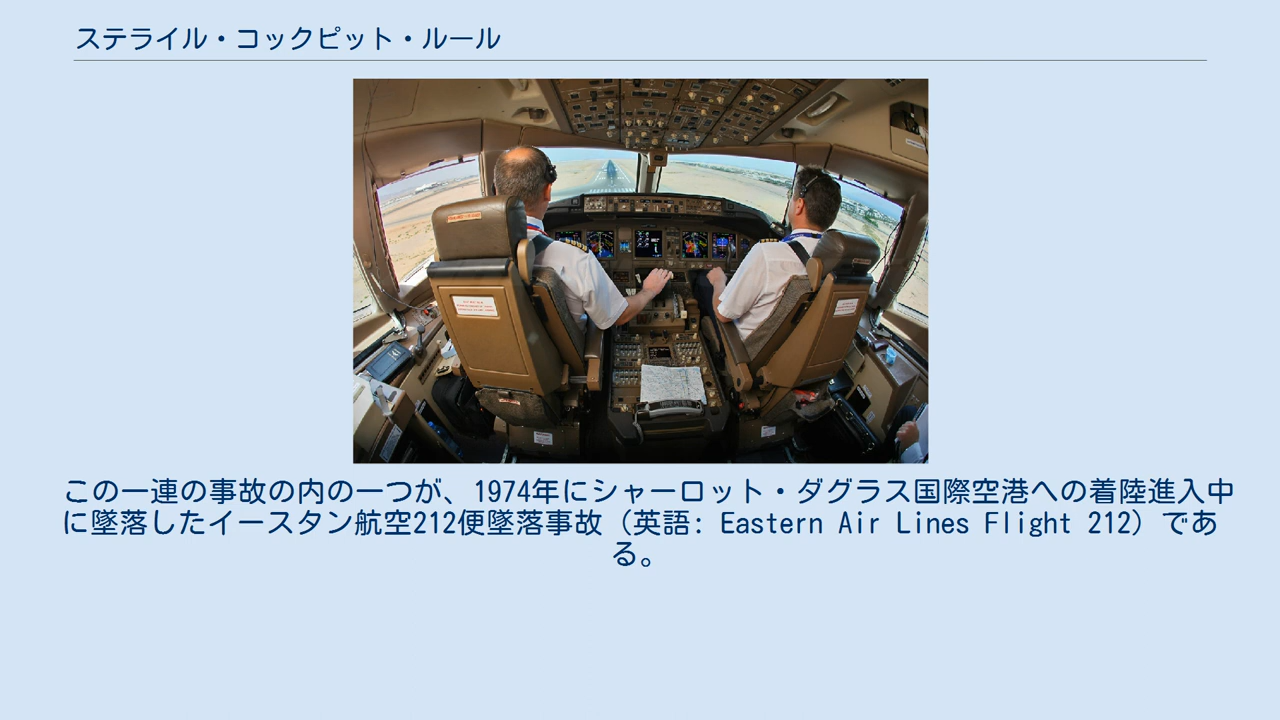 ステライル・コックピット・ルール
この一連の事故の内の一つが、1974年にシャーロット・ダグラス国際空港への着陸進入中
に墜落したイースタン航空212便墜落事故（英語: Eastern Air Lines Flight 212）であ
る。